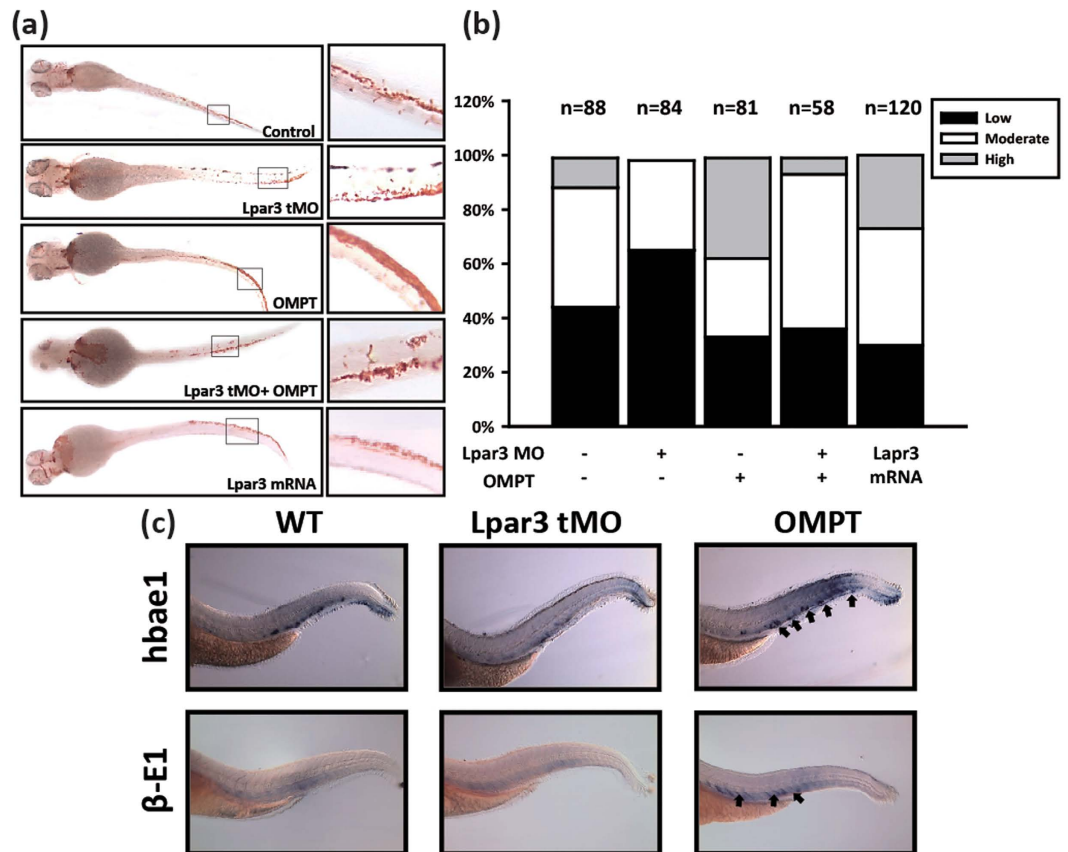 (a)
Control
Lpar3 tMO
OMPT
Lpar3 tMO+ OMPT
Lpar3 mRNA
(b)
n=88 n=84 n=81 n=58 n=120
120%
100%
80%
60%
40%
20%
0%
Low
Moderate
High
Lpar3 MO - + - + Lapr3
OMPT - - + + mRNA
(c)
WT Lpar3 tMO OMPT
hbae1
β-E1